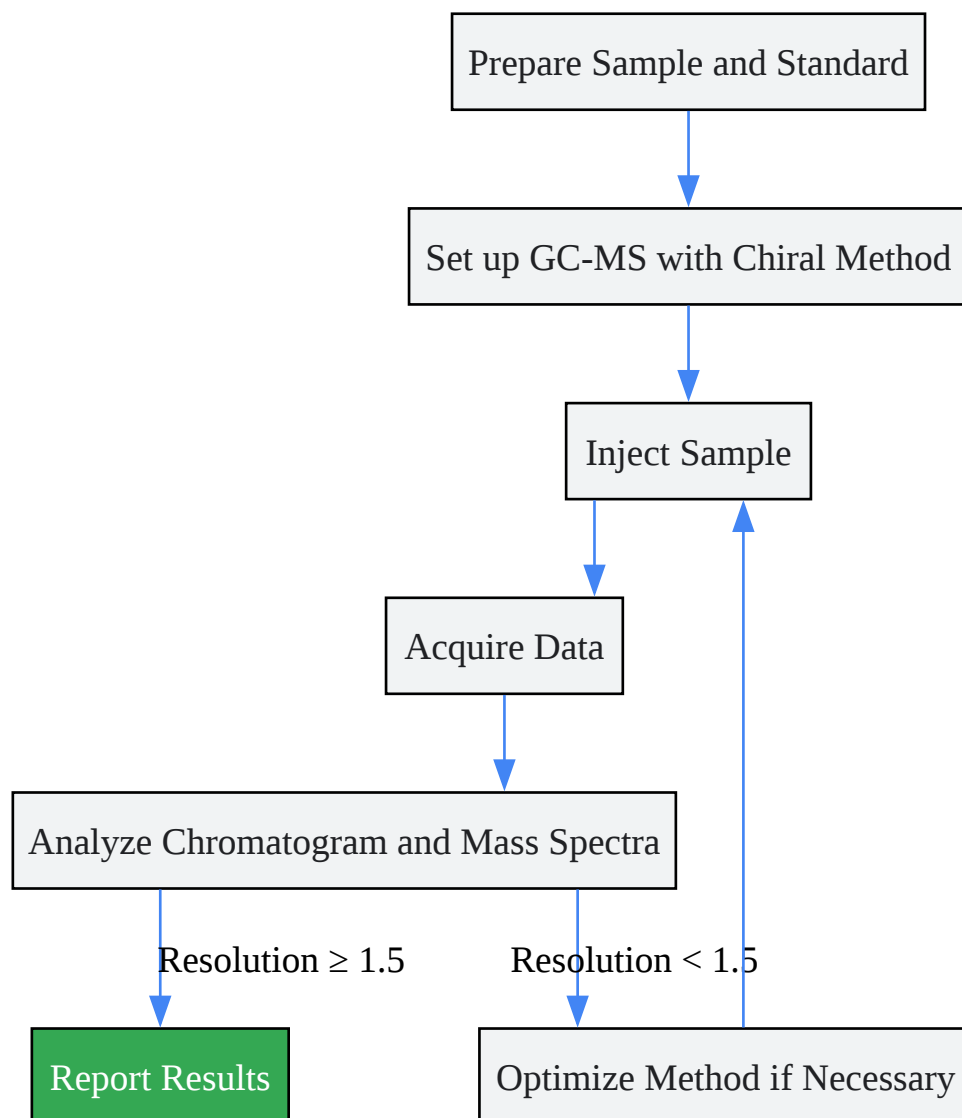 Prepare Sample and Standard
Set up GC-MS with Chiral Method
Inject Sample
Acquire Data
Analyze Chromatogram and Mass Spectra
Resolution ≥ 1.5
Resolution < 1.5
Report Results
Optimize Method if Necessary